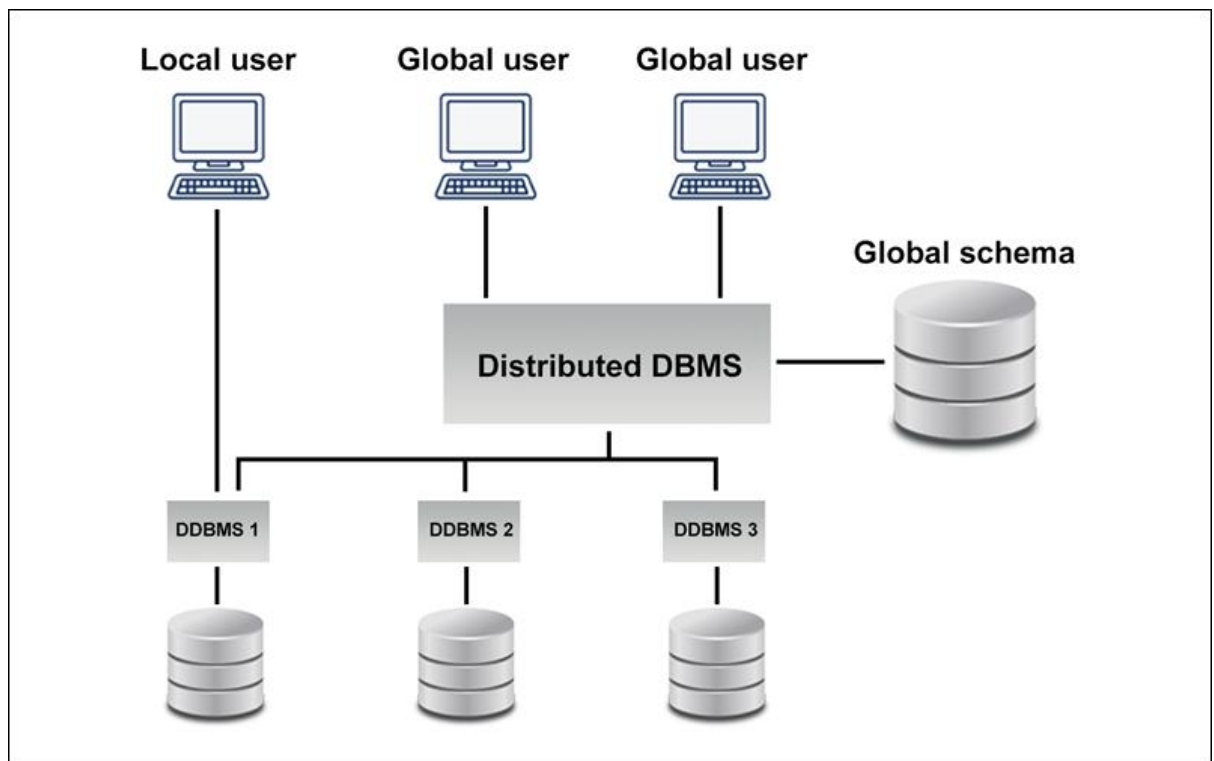 Local user
Global user
Global user
Global schema
Distributed DBMS
DDBMS 1
DDBMS 2
DDBMS 3